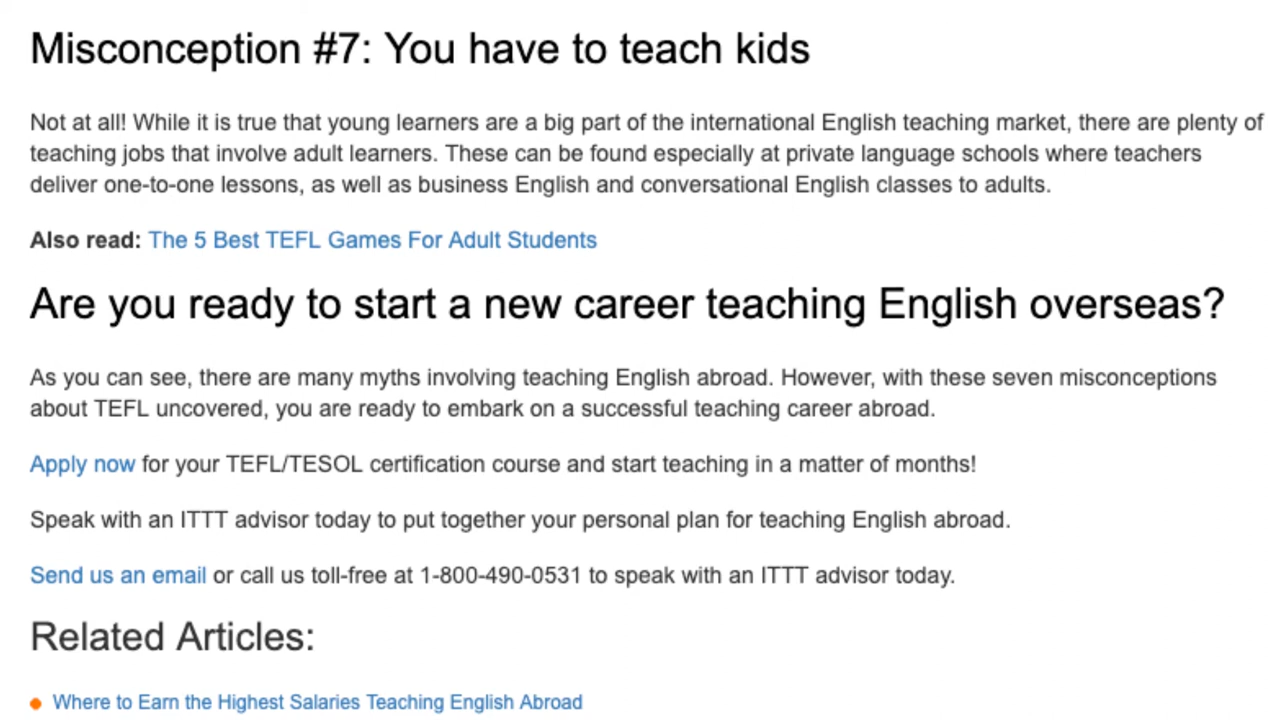 Misconception #7: You have to teach kids
Not at all! While it is true that young learners are a big part of the international English teaching market, there are plenty of
teaching jobs that involve adult learners. These can be found especially at private language schools where teachers
deliver one-to-one lessons, as well as business English and conversational English classes to adults.
Also read: The 5 Best TEFL Games For Adult Students
Are you ready to start a new career teaching English overseas?
As you can see, there are many myths involving teaching English abroad. However, with these seven misconceptions
about TEFL uncovered, you are ready to embark on a successful teaching career abroad.
Apply now for your TEFL/TESOL certification course and start teaching in a matter of months!
Speak with an ITTT advisor today to put together your personal plan for teaching English abroad.
Send us an email or call us toll-free at 1-800-490-0531 to speak with an ITTT advisor today.
Related Articles:
Where to Earn the Highest Salaries Teaching English Abroad